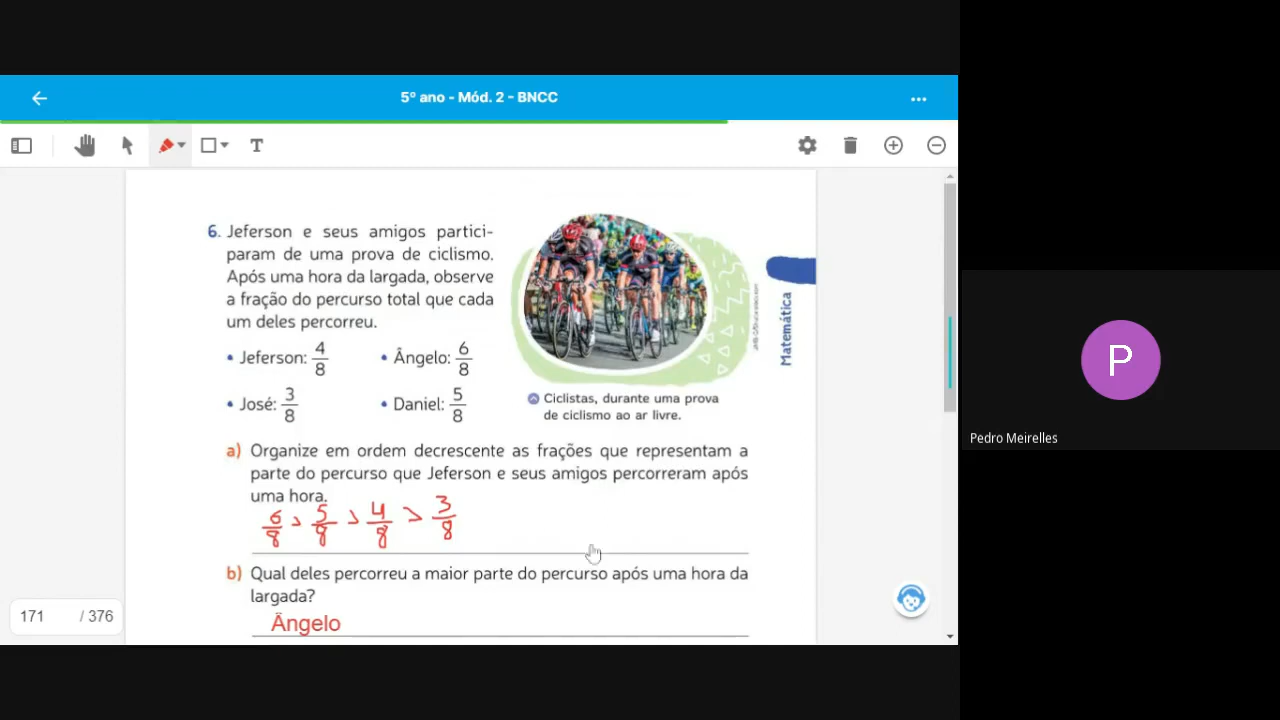 5º ano - Mód. 2 - BNCC
T
6. Jeferson e seus amigos partici-
param de uma prova de ciclismo.
Após uma hora da largada, observe
a fração do percurso total que cada
um deles percorreu.
• Jeferson: 4/8 • Ângelo: 6/8
• José: 3/8 • Daniel: 5/8
Ciclistas, durante uma prova
de ciclismo ao ar livre.
Matemática
a) Organize em ordem decrescente as frações que representam a
parte do percurso que Jeferson e seus amigos percorreram após
uma hora.
6/8 > 5/8 > 4/8 > 3/8
b) Qual deles percorreu a maior parte do percurso após uma hora da
largada?
Ângelo
171 / 376
P
Pedro Meirelles